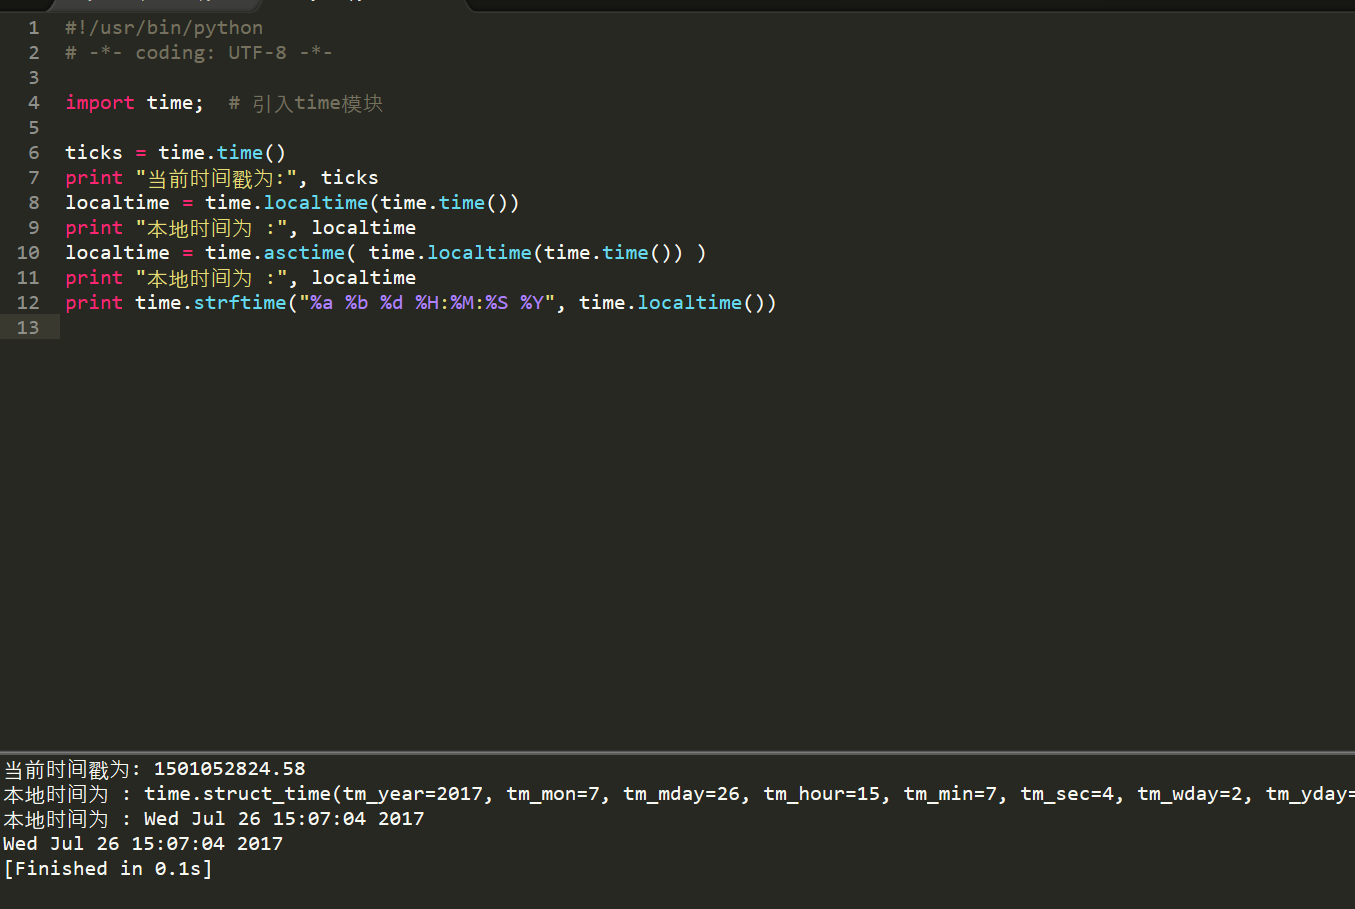 1 #!/usr/bin/python
2 # -*- coding: UTF-8 -*-
3
4 import time;  # 引入time模块
5
6 ticks = time.time()
7 print "当前时间戳为:", ticks
8 localtime = time.localtime(time.time())
9 print "本地时间为 :", localtime
10 localtime = time.asctime( time.localtime(time.time()) )
11 print "本地时间为 :", localtime
12 print time.strftime("%a %b %d %H:%M:%S %Y", time.localtime())
13
当前时间戳为: 1501052824.58
本地时间为 : time.struct_time(tm_year=2017, tm_mon=7, tm_mday=26, tm_hour=15, tm_min=7, tm_sec=4, tm_wday=2, tm_yday=
本地时间为 : Wed Jul 26 15:07:04 2017
Wed Jul 26 15:07:04 2017
[Finished in 0.1s]